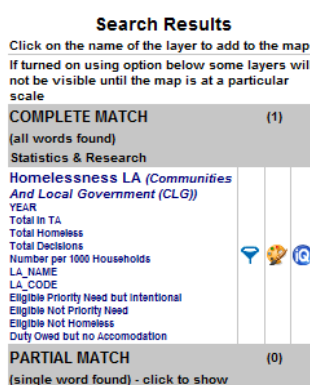 Search Results
Click on the name of the layer to add to the map
If turned on using option below some layers will
not be visible until the map is at a particular
scale
COMPLETE MATCH (1)
(all words found)
Statistics & Research
Homelessness LA (Communities
And Local Government (CLG))
YEAR
Total in TA
Total Homeless
Total Decisions
Number per 1000 Households
LA_NAME
LA_CODE
Eligible Priority Need but Intentional
Eligible Not Priority Need
Eligible Not Homeless
Duty Owed but no Accomodation
iQ
PARTIAL MATCH (0)
(single word found) - click to show